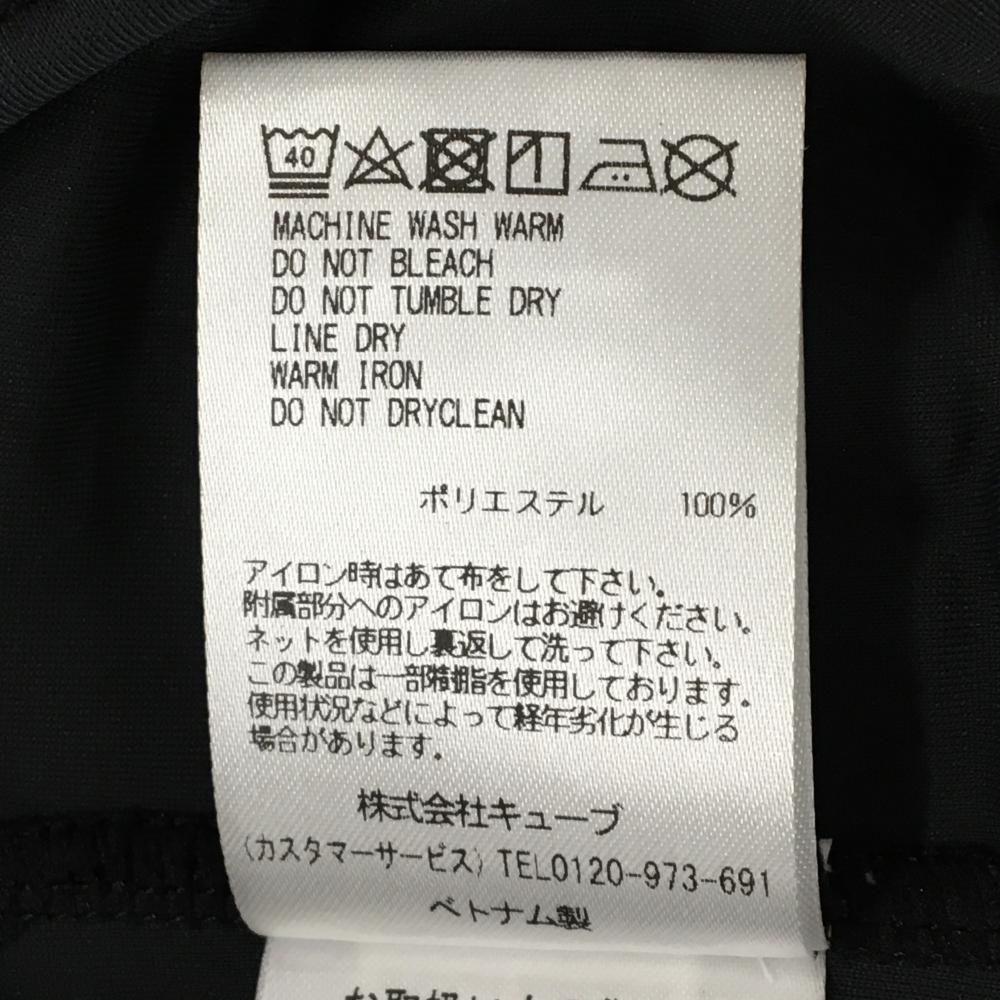 40
MACHINE WASH WARM
DO NOT BLEACH
DO NOT TUMBLE DRY
LINE DRY
WARM IRON
DO NOT DRYCLEAN
ポリエステル 100%
アイロン時はあて布をして下さい。
附属部分へのアイロンはお避けください。
ネットを使用し裏返して洗って下さい。
この製品は一部樹脂を使用しております。
使用状況などによって経年劣化が生じる
場合があります。
株式会社キューブ
(カスタマーサービス) TEL0120-973-691
ベトナム製